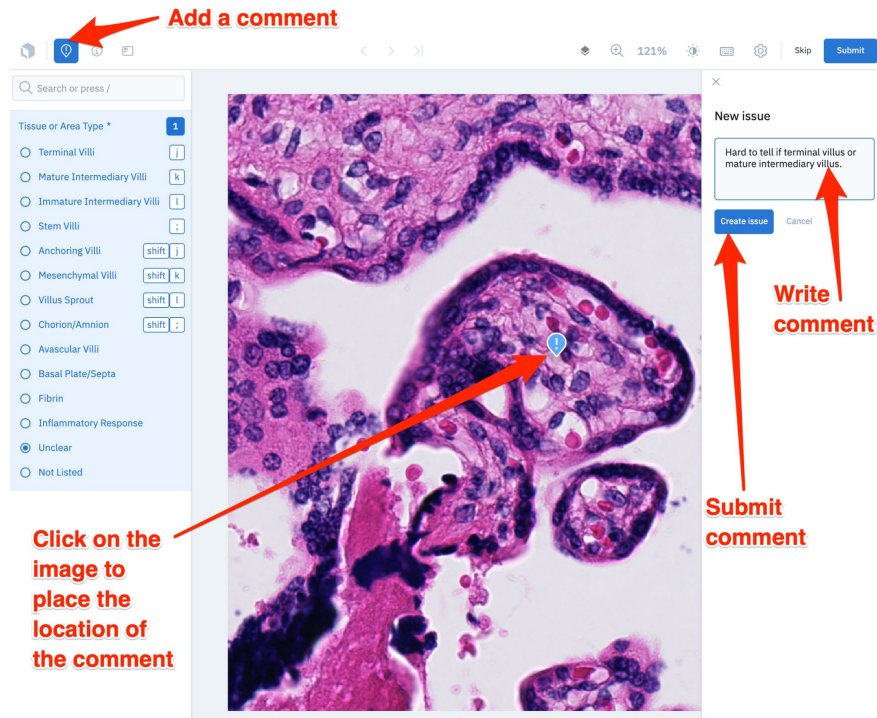 Add a comment
121%
Skip
Submit
Search or press /
Tissue or Area Type * 1
Terminal Villi j
Mature Intermediary Villi k
Immature Intermediary Villi l
Stem Villi ;
Anchoring Villi shift j
Mesenchymal Villi shift k
Villus Sprout shift l
Chorion/Amnion shift ;
Avascular Villi
Basal Plate/Septa
Fibrin
Inflammatory Response
Unclear
Not Listed
Click on the
image to
place the
location of
the comment
New issue
Hard to tell if terminal villus or
mature intermediary villus.
Create issue Cancel
Write
comment
Submit
comment